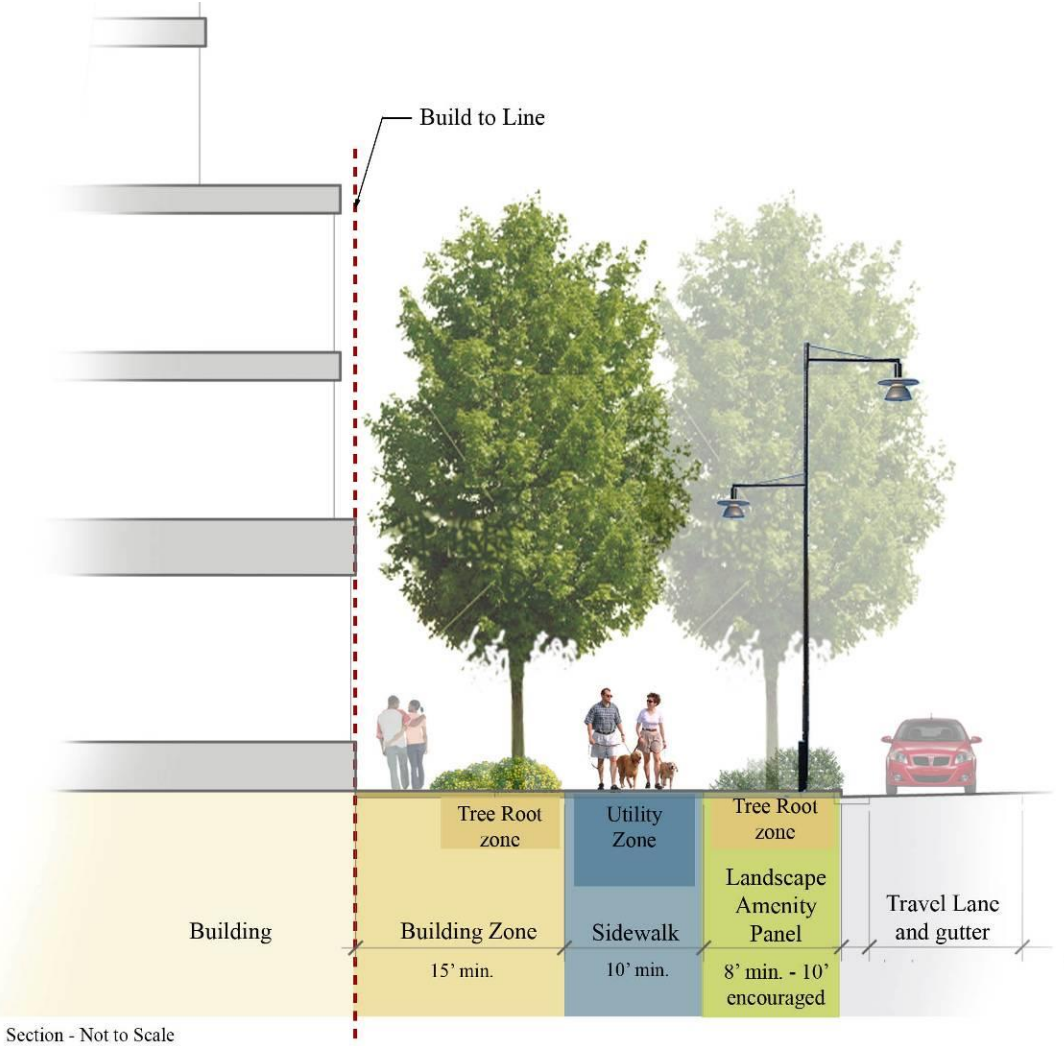 Build to Line
Tree Root
zone
Utility
Zone
Tree Root
zone
Landscape
Amenity
Panel
Building
Building Zone
Sidewalk
Travel Lane
and gutter
15’ min.
10’ min.
8’ min. - 10’
encouraged
Section - Not to Scale